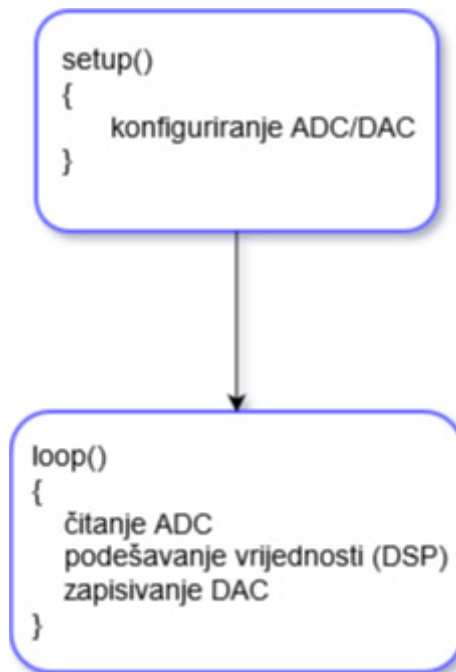 setup()
{
konfiguriranje ADC/DAC
}
loop()
{
čitanje ADC
podešavanje vrijednosti (DSP)
zapisivanje DAC
}